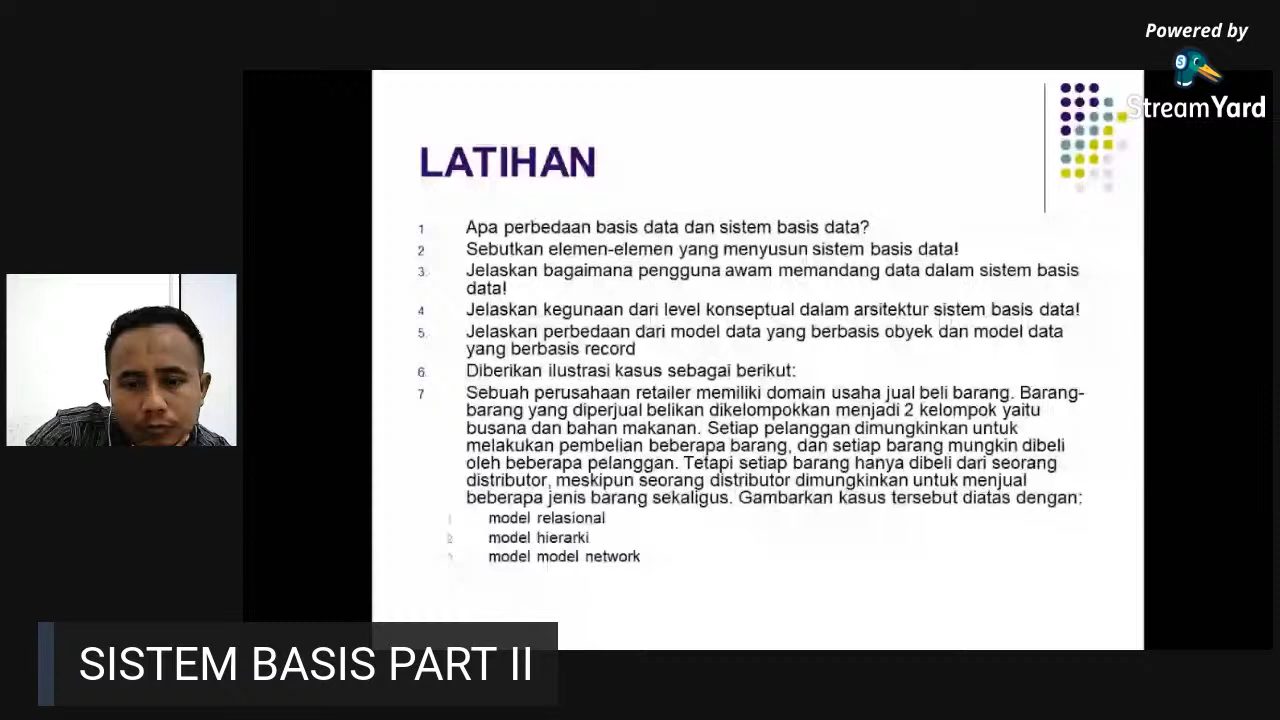 Powered by
StreamYard
LATIHAN
1 Apa perbedaan basis data dan sistem basis data?
2 Sebutkan elemen-elemen yang menyusun sistem basis data!
3. Jelaskan bagaimana pengguna awam memandang data dalam sistem basis
data!
4 Jelaskan kegunaan dari level konseptual dalam arsitektur sistem basis data!
5. Jelaskan perbedaan dari model data yang berbasis obyek dan model data
yang berbasis record
6. Diberikan ilustrasi kasus sebagai berikut:
7 Sebuah perusahaan retailer memiliki domain usaha jual beli barang. Barang-
barang yang diperjual belikan dikelompokkan menjadi 2 kelompok yaitu
busana dan bahan makanan. Setiap pelanggan dimungkinkan untuk
melakukan pembelian beberapa barang, dan setiap barang mungkin dibeli
oleh beberapa pelanggan. Tetapi setiap barang hanya dibeli dari seorang
distributor, meskipun seorang distributor dimungkinkan untuk menjual
beberapa jenis barang sekaligus. Gambarkan kasus tersebut diatas dengan:
model relasional
2 model hierarki
model model network
SISTEM BASIS PART II